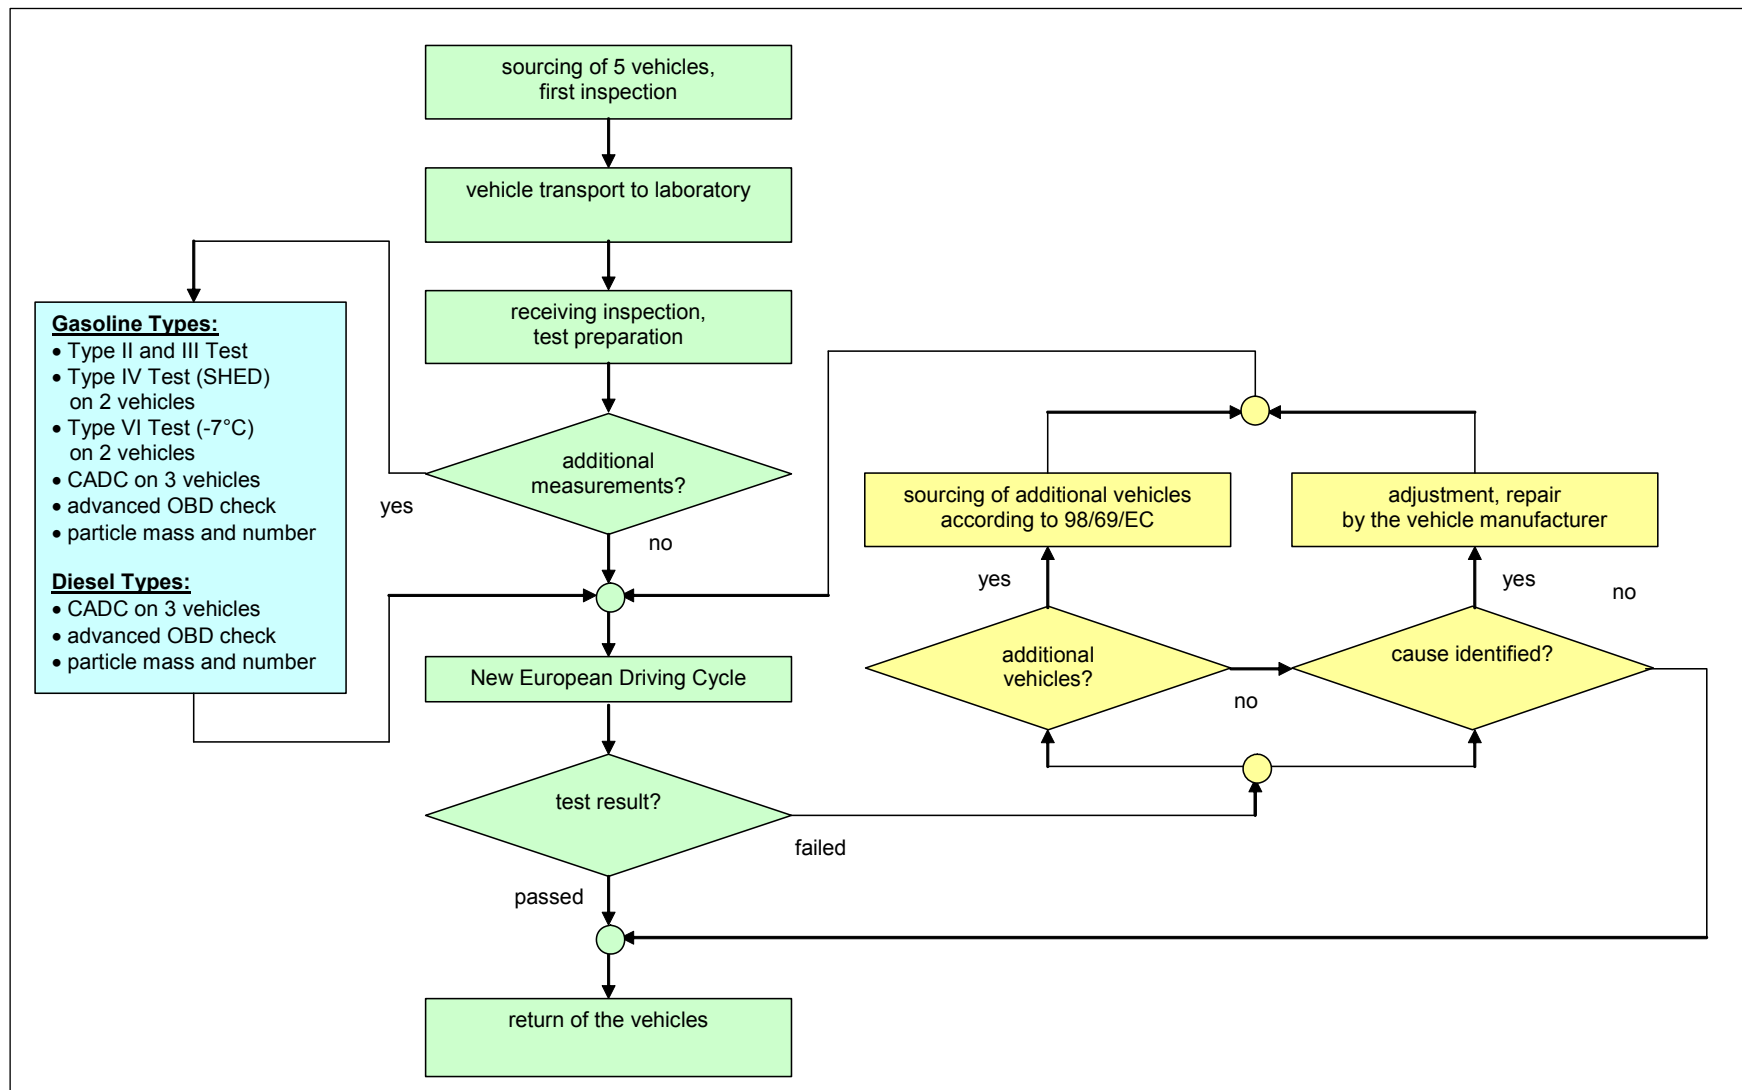 sourcing of 5 vehicles,
first inspection
vehicle transport to laboratory
receiving inspection,
test preparation
additional
measurements?
yes
no
Gasoline Types:
• Type II and III Test
• Type IV Test (SHED)
on 2 vehicles
• Type VI Test (-7°C)
on 2 vehicles
• CADC on 3 vehicles
• advanced OBD check
• particle mass and number
Diesel Types:
• CADC on 3 vehicles
• advanced OBD check
• particle mass and number
New European Driving Cycle
test result?
failed
passed
return of the vehicles
sourcing of additional vehicles
according to 98/69/EC
adjustment, repair
by the vehicle manufacturer
yes
yes
no
additional
vehicles?
no
cause identified?